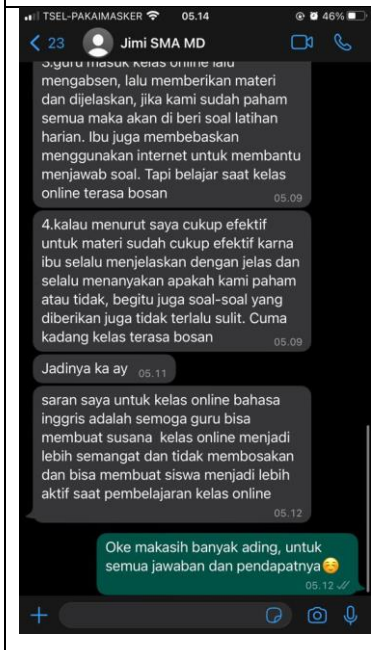 TSEL-PAKAIMASKER 05.14 46%
23 Jimi SMA MD
3.guru masuk kelas online lalu
mengabsen, lalu memberikan materi
dan dijelaskan, jika kami sudah paham
semua maka akan di beri soal latihan
harian. Ibu juga membebaskan
menggunakan internet untuk membantu
menjawab soal. Tapi belajar saat kelas
online terasa bosan
05.09
4.kalau menurut saya cukup efektif
untuk materi sudah cukup efektif karna
ibu selalu menjelaskan dengan jelas dan
selalu menanyakan apakah kami paham
atau tidak, begitu juga soal-soal yang
diberikan juga tidak terlalu sulit. Cuma
kadang kelas terasa bosan
05.09
Jadinya ka ay 05.11
saran saya untuk kelas online bahasa
inggris adalah semoga guru bisa
membuat susana kelas online menjadi
lebih semangat dan tidak membosakan
dan bisa membuat siswa menjadi lebih
aktif saat pembelajaran kelas online
05.12
Oke makasih banyak ading, untuk
semua jawaban dan pendapatnya☺️
05.12